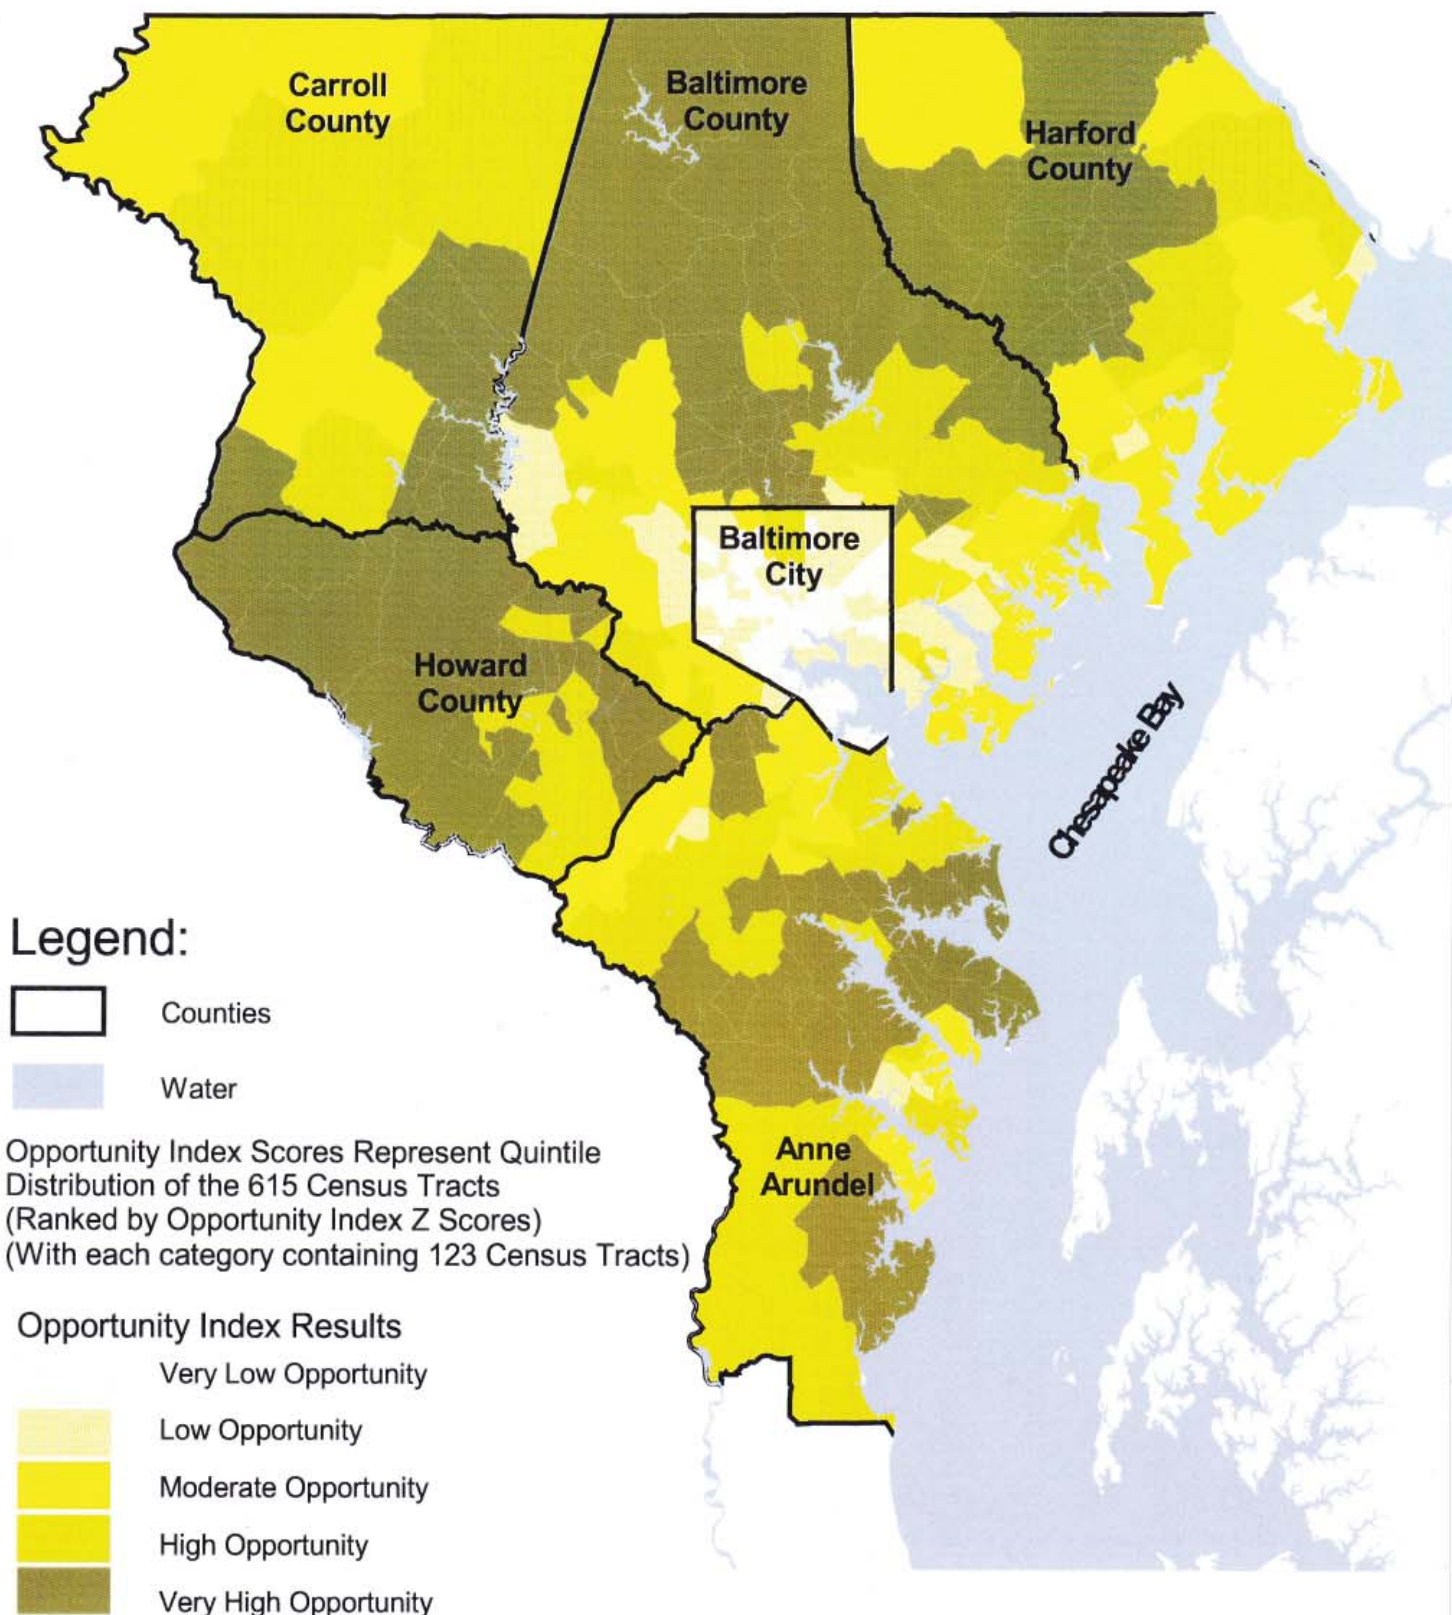 Carroll
County
Baltimore
County
Harford
County
Baltimore
City
Howard
County
Chesapeake Bay
Anne
Arundel
Legend:
Counties
Water
Opportunity Index Scores Represent Quintile
Distribution of the 615 Census Tracts
(Ranked by Opportunity Index Z Scores)
(With each category containing 123 Census Tracts)
Opportunity Index Results
Very Low Opportunity
Low Opportunity
Moderate Opportunity
High Opportunity
Very High Opportunity